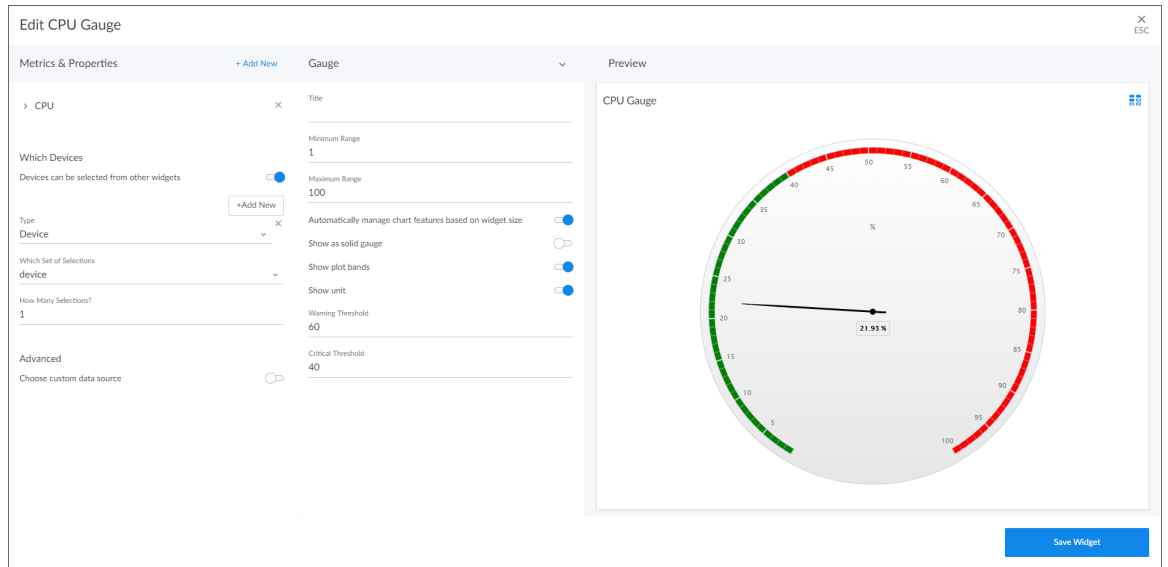 Edit CPU Gauge
ESC
Metrics & Properties
+ Add New
Gauge
Preview
CPU
Which Devices
Devices can be selected from other widgets
+Add New
Type
Device
Which Set of Selections
device
How Many Selections?
1
Advanced
Choose custom data source
Title
Minimum Range
1
Maximum Range
100
Automatically manage chart features based on widget size
Show as solid gauge
Show plot bands
Show unit
Warning Threshold
60
Critical Threshold
40
CPU Gauge
5
10
15
20
25
30
35
40
45
50
55
60
65
70
75
80
85
90
95
100
%
21.93 %
Save Widget